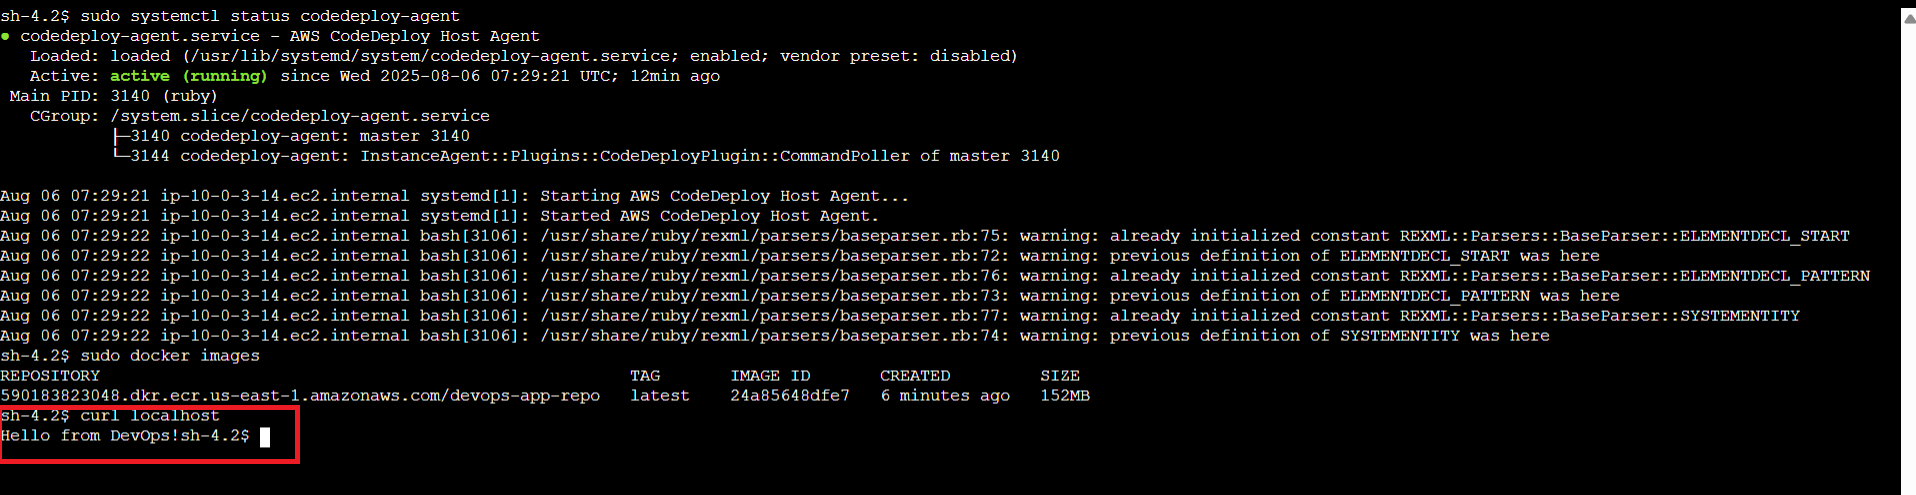 sh-4.2$ sudo systemctl status codedeploy-agent
● codedeploy-agent.service - AWS CodeDeploy Host Agent
   Loaded: loaded (/usr/lib/systemd/system/codedeploy-agent.service; enabled; vendor preset: disabled)
   Active: active (running) since Wed 2025-08-06 07:29:21 UTC; 12min ago
 Main PID: 3140 (ruby)
   CGroup: /system.slice/codedeploy-agent.service
           ├─3140 codedeploy-agent: master 3140
           └─3144 codedeploy-agent: InstanceAgent::Plugins::CodeDeployPlugin::CommandPoller of master 3140
Aug 06 07:29:21 ip-10-0-3-14.ec2.internal systemd[1]: Starting AWS CodeDeploy Host Agent...
Aug 06 07:29:21 ip-10-0-3-14.ec2.internal systemd[1]: Started AWS CodeDeploy Host Agent.
Aug 06 07:29:22 ip-10-0-3-14.ec2.internal bash[3106]: /usr/share/ruby/rexml/parsers/baseparser.rb:75: warning: already initialized constant REXML::Parsers::BaseParser::ELEMENTDECL_START
Aug 06 07:29:22 ip-10-0-3-14.ec2.internal bash[3106]: /usr/share/ruby/rexml/parsers/baseparser.rb:72: warning: previous definition of ELEMENTDECL_START was here
Aug 06 07:29:22 ip-10-0-3-14.ec2.internal bash[3106]: /usr/share/ruby/rexml/parsers/baseparser.rb:76: warning: already initialized constant REXML::Parsers::BaseParser::ELEMENTDECL_PATTERN
Aug 06 07:29:22 ip-10-0-3-14.ec2.internal bash[3106]: /usr/share/ruby/rexml/parsers/baseparser.rb:73: warning: previous definition of ELEMENTDECL_PATTERN was here
Aug 06 07:29:22 ip-10-0-3-14.ec2.internal bash[3106]: /usr/share/ruby/rexml/parsers/baseparser.rb:77: warning: already initialized constant REXML::Parsers::BaseParser::SYSTEMENTITY
Aug 06 07:29:22 ip-10-0-3-14.ec2.internal bash[3106]: /usr/share/ruby/rexml/parsers/baseparser.rb:74: warning: previous definition of SYSTEMENTITY was here
sh-4.2$ sudo docker images
REPOSITORY                                                     TAG       IMAGE ID       CREATED         SIZE
590183823048.dkr.ecr.us-east-1.amazonaws.com/devops-app-repo   latest    24a85648dfe7   6 minutes ago   152MB
sh-4.2$ curl localhost
Hello from DevOps!sh-4.2$